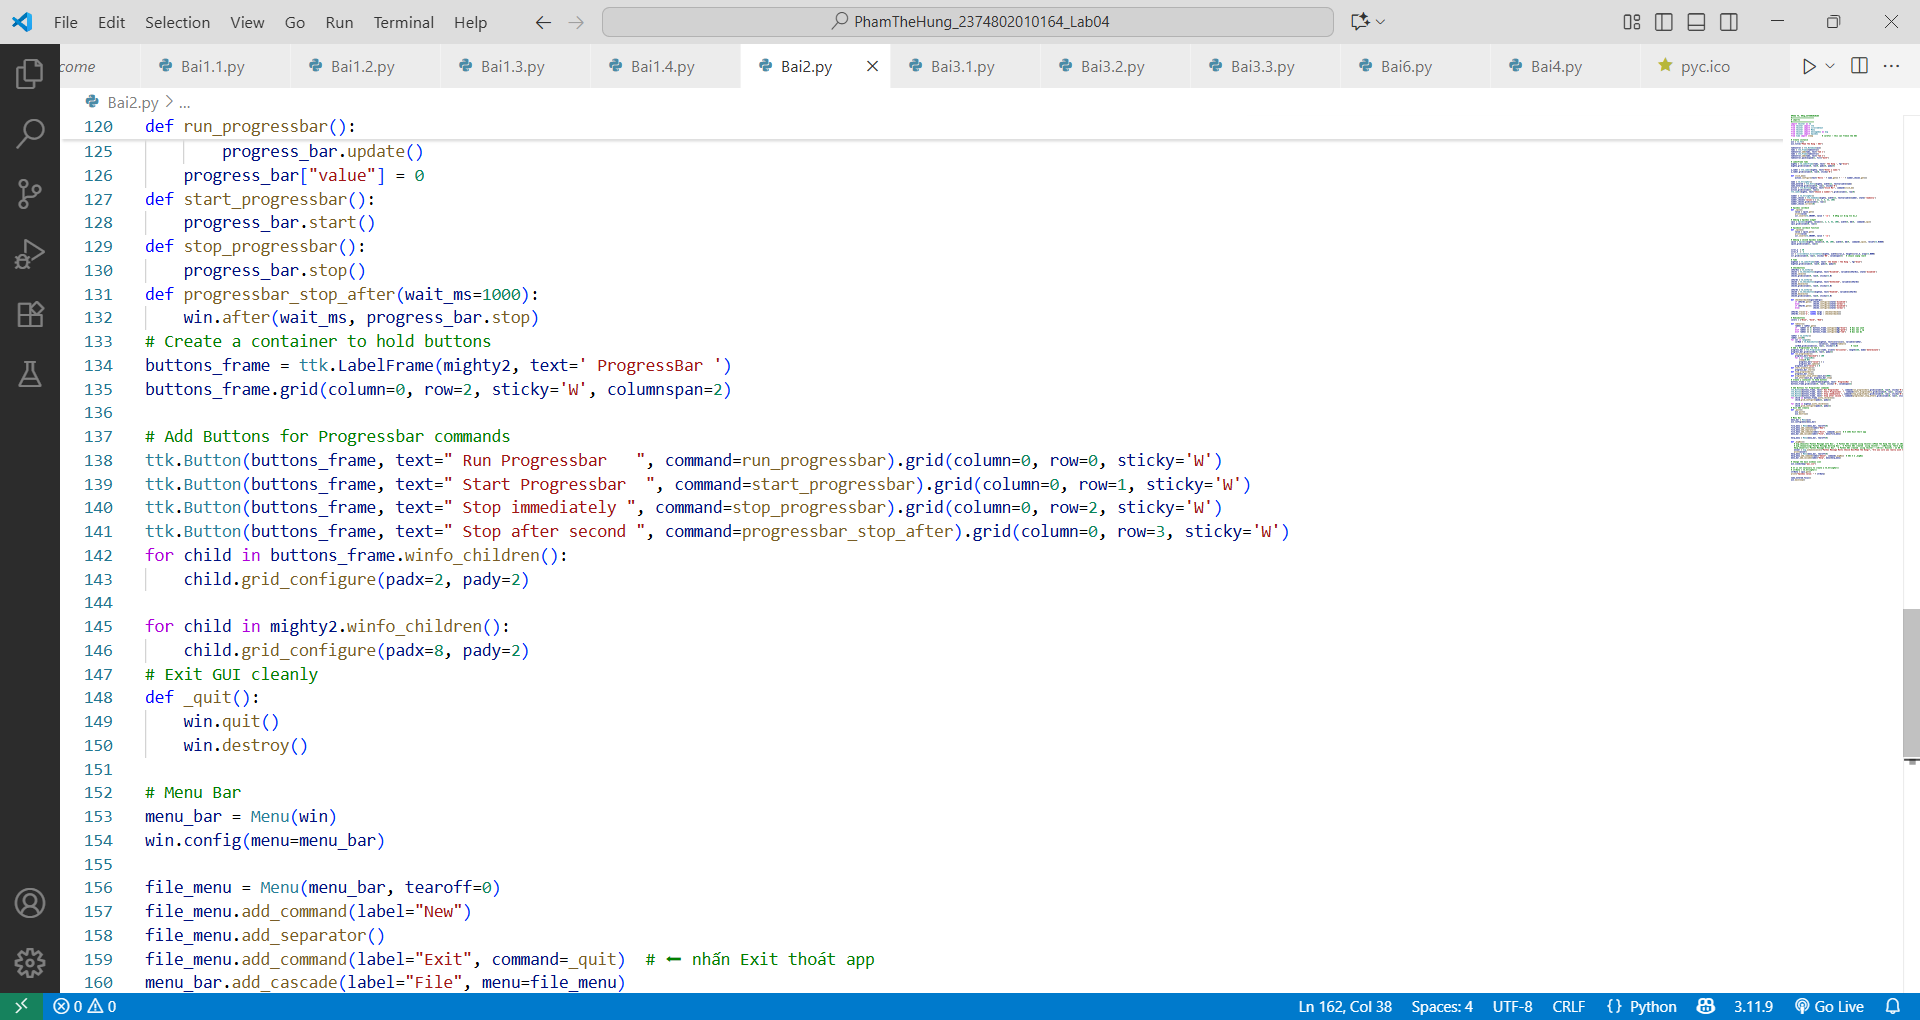 File Edit Selection View Go Run Terminal Help PhamTheHung_2374802010164_Lab04
come Bai1.1.py Bai1.2.py Bai1.3.py Bai1.4.py Bai2.py Bai3.1.py Bai3.2.py Bai3.3.py Bai6.py Bai4.py pyc.ico
Bai2.py > ...
120 def run_progressbar():
125 progress_bar.update()
126 progress_bar["value"] = 0
127 def start_progressbar():
128 progress_bar.start()
129 def stop_progressbar():
130 progress_bar.stop()
131 def progressbar_stop_after(wait_ms=1000):
132 win.after(wait_ms, progress_bar.stop)
133 # Create a container to hold buttons
134 buttons_frame = ttk.LabelFrame(mighty2, text=' ProgressBar ')
135 buttons_frame.grid(column=0, row=2, sticky='W', columnspan=2)
136
137 # Add Buttons for Progressbar commands
138 ttk.Button(buttons_frame, text=" Run Progressbar   ", command=run_progressbar).grid(column=0, row=0, sticky='W')
139 ttk.Button(buttons_frame, text=" Start Progressbar  ", command=start_progressbar).grid(column=0, row=1, sticky='W')
140 ttk.Button(buttons_frame, text=" Stop immediately ", command=stop_progressbar).grid(column=0, row=2, sticky='W')
141 ttk.Button(buttons_frame, text=" Stop after second ", command=progressbar_stop_after).grid(column=0, row=3, sticky='W')
142 for child in buttons_frame.winfo_children():
143 child.grid_configure(padx=2, pady=2)
144
145 for child in mighty2.winfo_children():
146 child.grid_configure(padx=8, pady=2)
147 # Exit GUI cleanly
148 def _quit():
149 win.quit()
150 win.destroy()
151
152 # Menu Bar
153 menu_bar = Menu(win)
154 win.config(menu=menu_bar)
155
156 file_menu = Menu(menu_bar, tearoff=0)
157 file_menu.add_command(label="New")
158 file_menu.add_separator()
159 file_menu.add_command(label="Exit", command=_quit)  # ← nhấn Exit thoát app
160 menu_bar.add_cascade(label="File", menu=file_menu)
0 0 Ln 162, Col 38 Spaces: 4 UTF-8 CRLF {} Python 3.11.9 Go Live